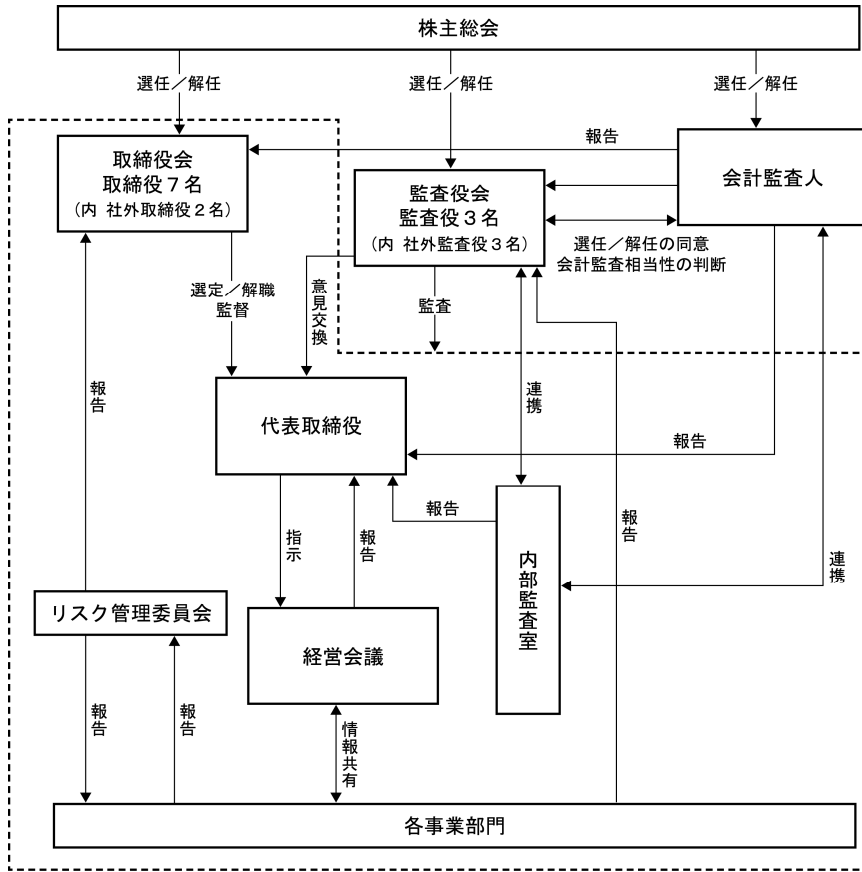 株主総会
選任／解任
選任／解任
選任／解任
取締役会
取締役７名
（内 社外取締役２名）
報告
会計監査人
監査役会
監査役３名
（内 社外監査役３名）
選任／解任の同意
会計監査相当性の判断
選定／解職
監督
意見交換
監査
報告
代表取締役
連携
報告
報告
指示
報告
報告
内部監査室
連携
リスク管理委員会
経営会議
報告
報告
情報共有
各事業部門